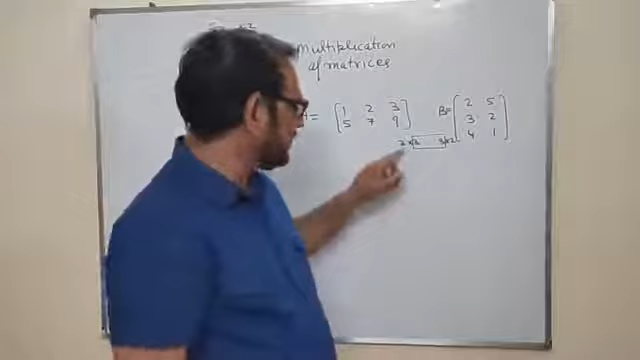 Multiplication
of matrices
= [1 2 3 B= [2 5
5 7 9] 3 2
2x3 3x2 4 1]